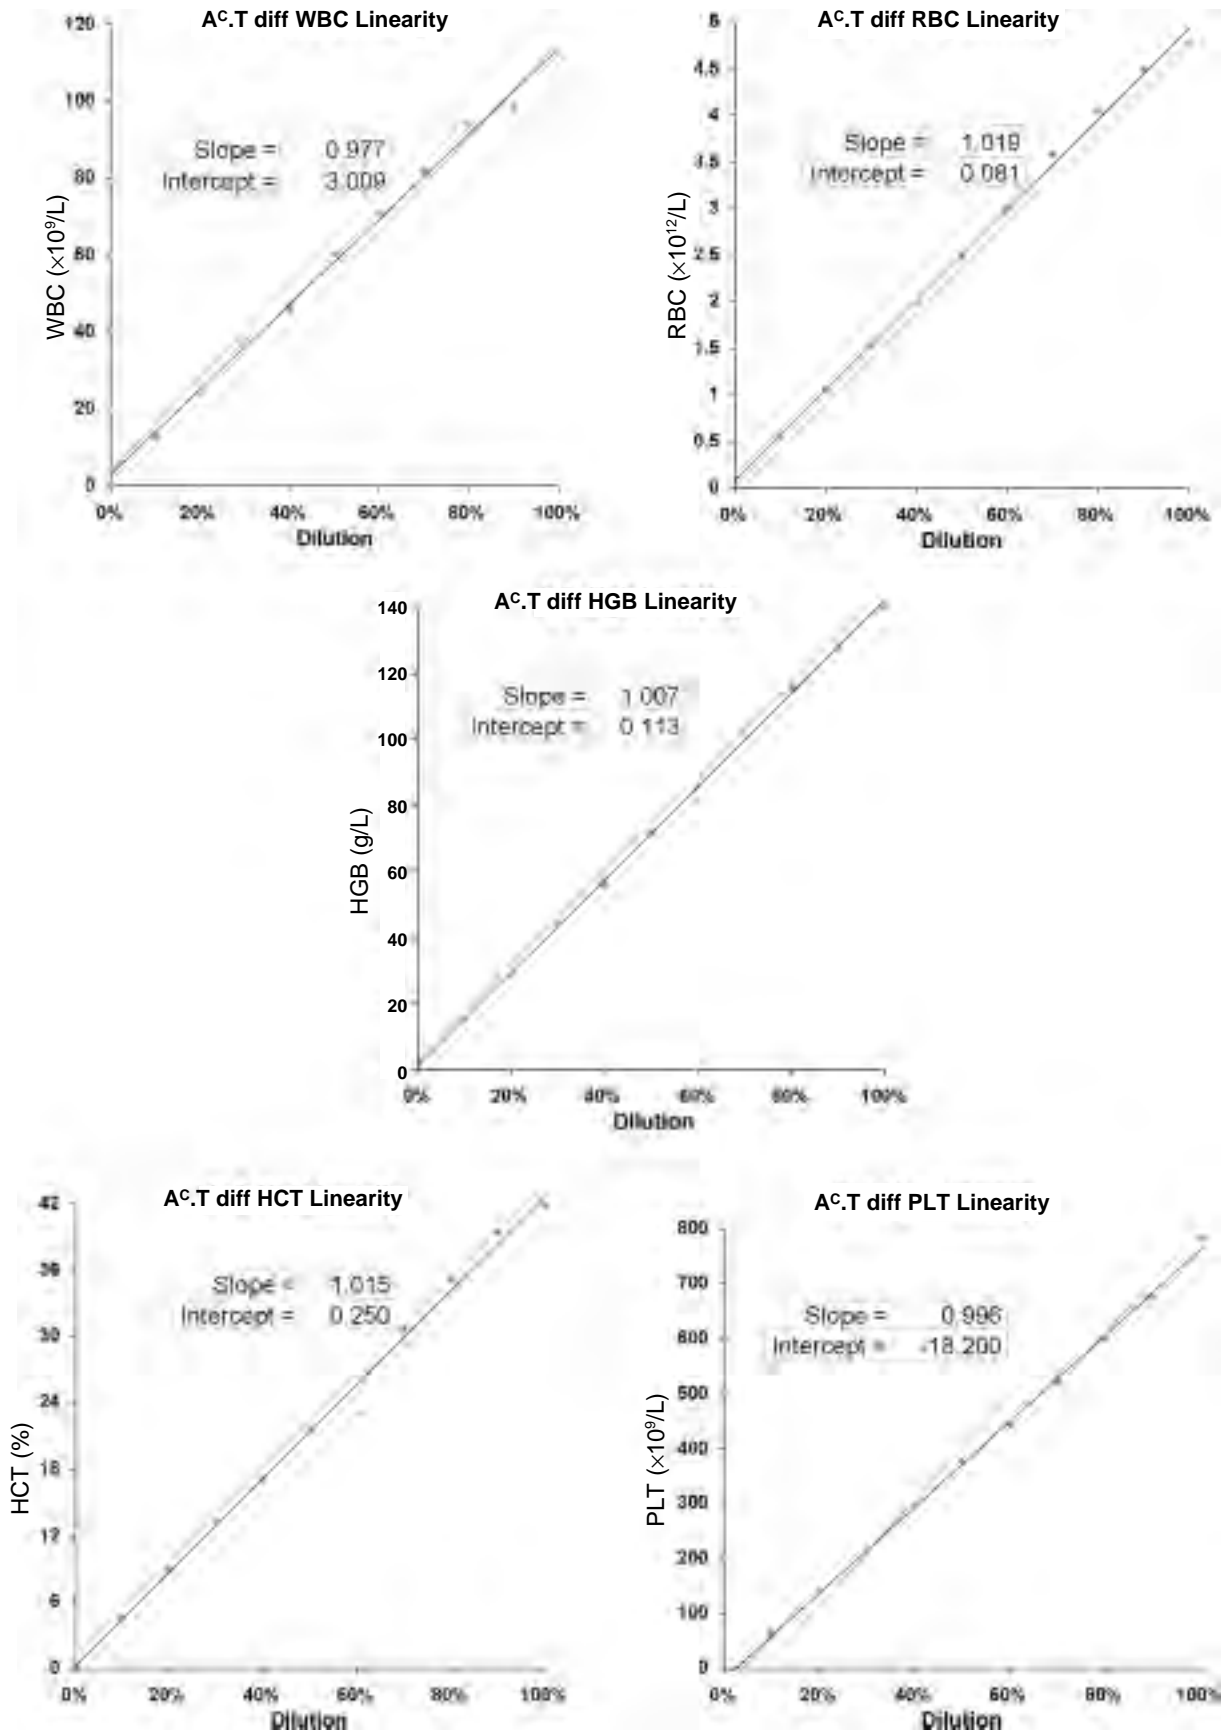 A^C.T diff WBC Linearity
120
100
80
60
40
20
0
WBC (×10⁹/L)
Slope = 0.977
Intercept = 3.009
0% 20% 40% 60% 80% 100%
Dilution
A^C.T diff RBC Linearity
5
4.5
4
3.5
3
2.5
2
1.5
1
0.5
0
RBC (×10¹²/L)
Slope = 1.019
Intercept = 0.081
0% 20% 40% 60% 80% 100%
Dilution
A^C.T diff HGB Linearity
140
120
100
80
60
40
20
0
HGB (g/L)
Slope = 1.007
Intercept = 0.113
0% 20% 40% 60% 80% 100%
Dilution
A^C.T diff HCT Linearity
42
36
30
24
18
12
6
0
HCT (%)
Slope = 1.015
Intercept = 0.250
0% 20% 40% 60% 80% 100%
Dilution
A^C.T diff PLT Linearity
800
700
600
500
400
300
200
100
0
PLT (×10⁹/L)
Slope = 0.996
Intercept = -18.200
0% 20% 40% 60% 80% 100%
Dilution